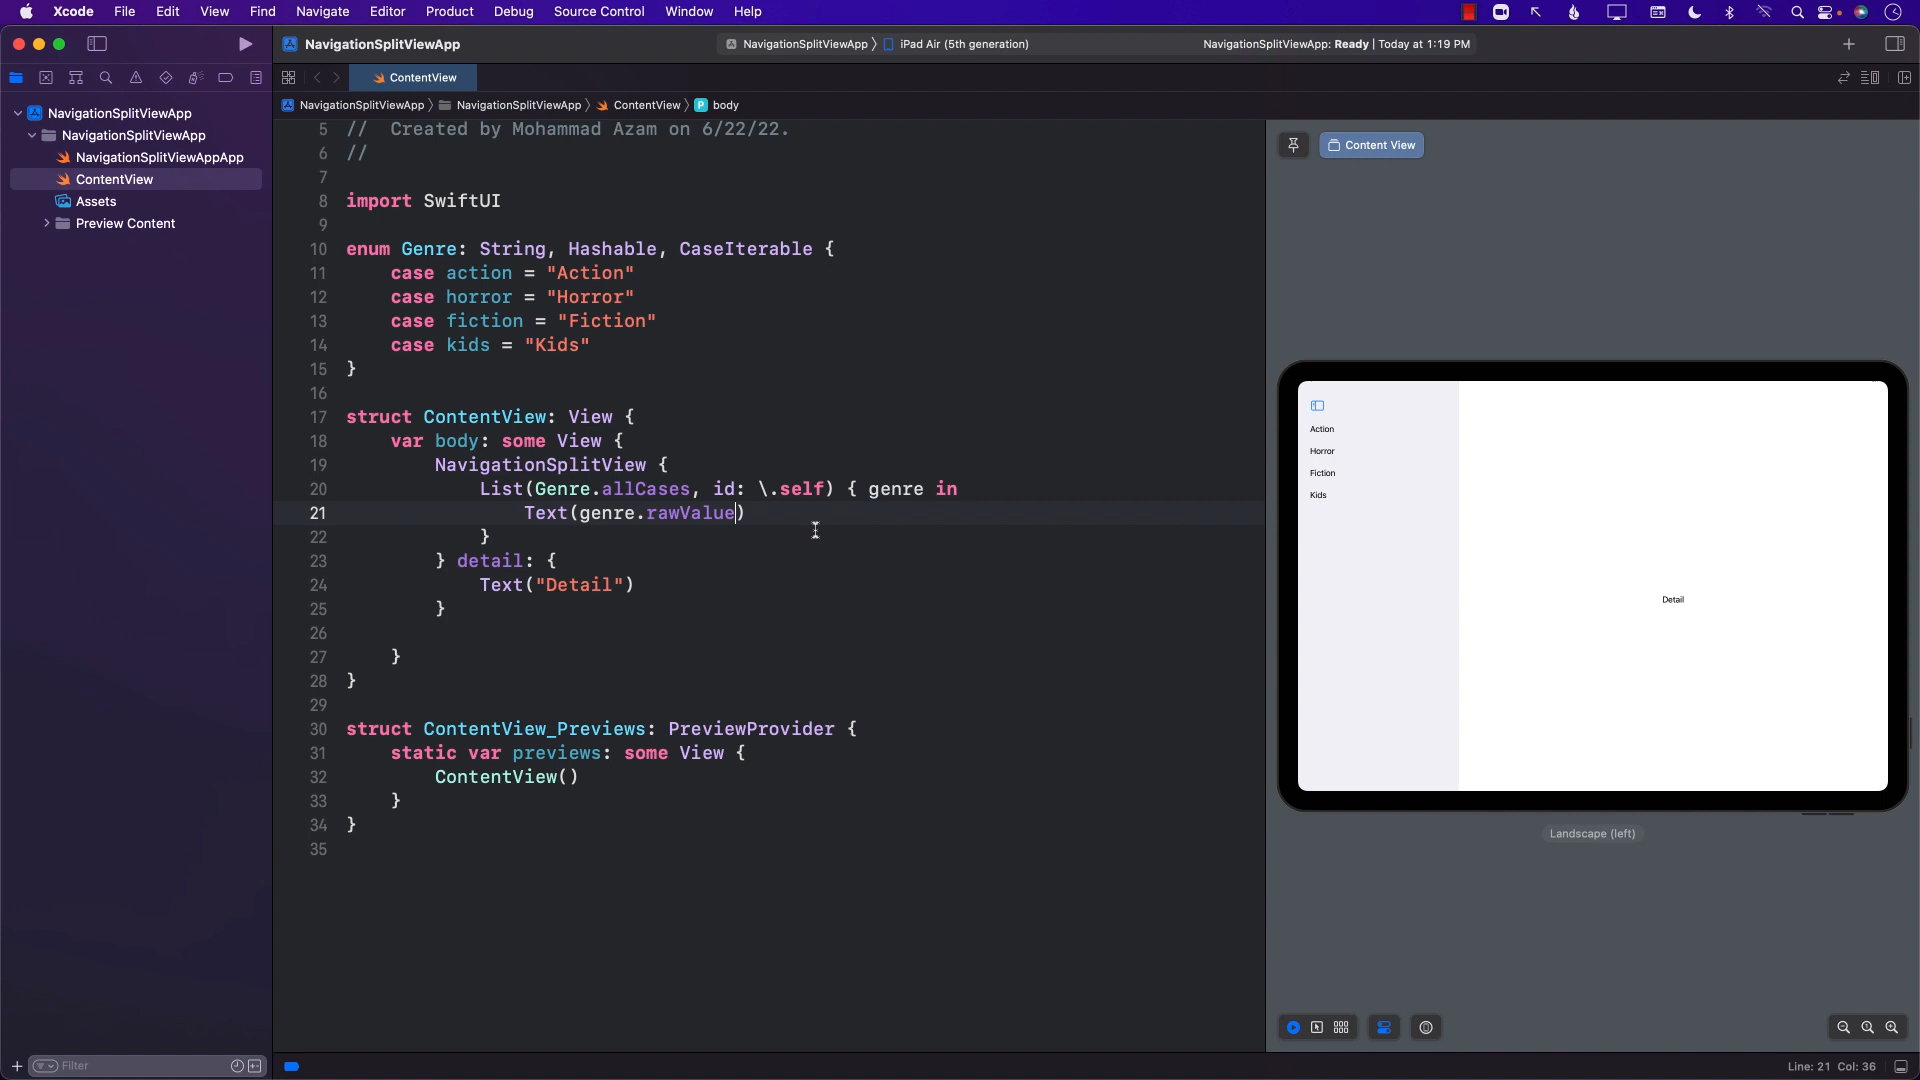 Xcode File Edit View Find Navigate Editor Product Debug Source Control Window Help
NavigationSplitViewApp
NavigationSplitViewApp 〉 iPad Air (5th generation)
NavigationSplitViewApp: Ready | Today at 1:19 PM
ContentView
NavigationSplitViewApp 〉 NavigationSplitViewApp 〉 ContentView 〉 P body
NavigationSplitViewApp
NavigationSplitViewApp
NavigationSplitViewAppApp
ContentView
Assets
Preview Content
5 //  Created by Mohammad Azam on 6/22/22.
6 //
7
8 import SwiftUI
9
10 enum Genre: String, Hashable, CaseIterable {
11     case action = "Action"
12     case horror = "Horror"
13     case fiction = "Fiction"
14     case kids = "Kids"
15 }
16
17 struct ContentView: View {
18     var body: some View {
19         NavigationSplitView {
20             List(Genre.allCases, id: \.self) { genre in
21                 Text(genre.rawValue)
22             }
23         } detail: {
24             Text("Detail")
25         }
26
27     }
28 }
29
30 struct ContentView_Previews: PreviewProvider {
31     static var previews: some View {
32         ContentView()
33     }
34 }
35
Content View
Action
Horror
Fiction
Kids
Detail
Landscape (left)
Filter
Line: 21 Col: 36